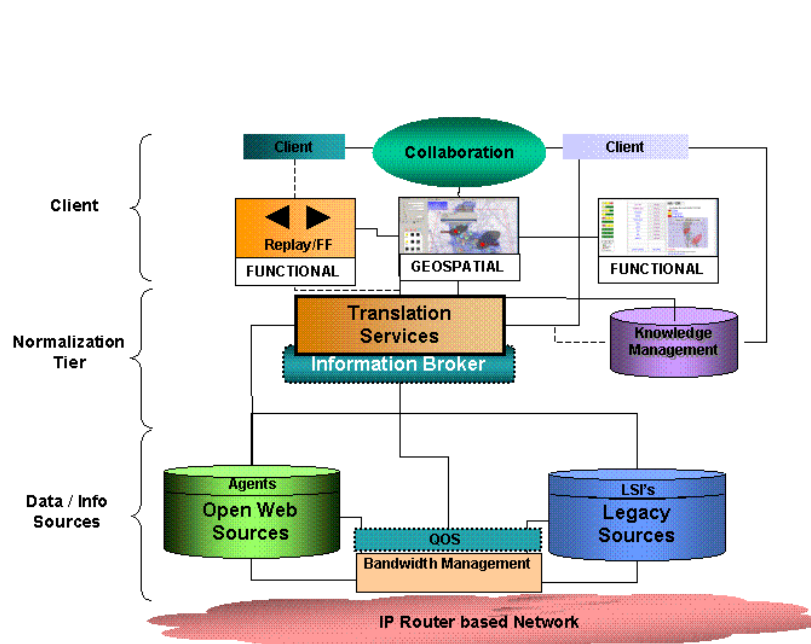 Client
Collaboration
Client
Client
Replay/FF
FUNCTIONAL
GEOSPATIAL
FUNCTIONAL
Normalization
Tier
Translation
Services
Information Broker
Knowledge
Management
Data / Info
Sources
Agents
Open Web
Sources
LSI's
Legacy
Sources
QOS
Bandwidth Management
IP Router based Network